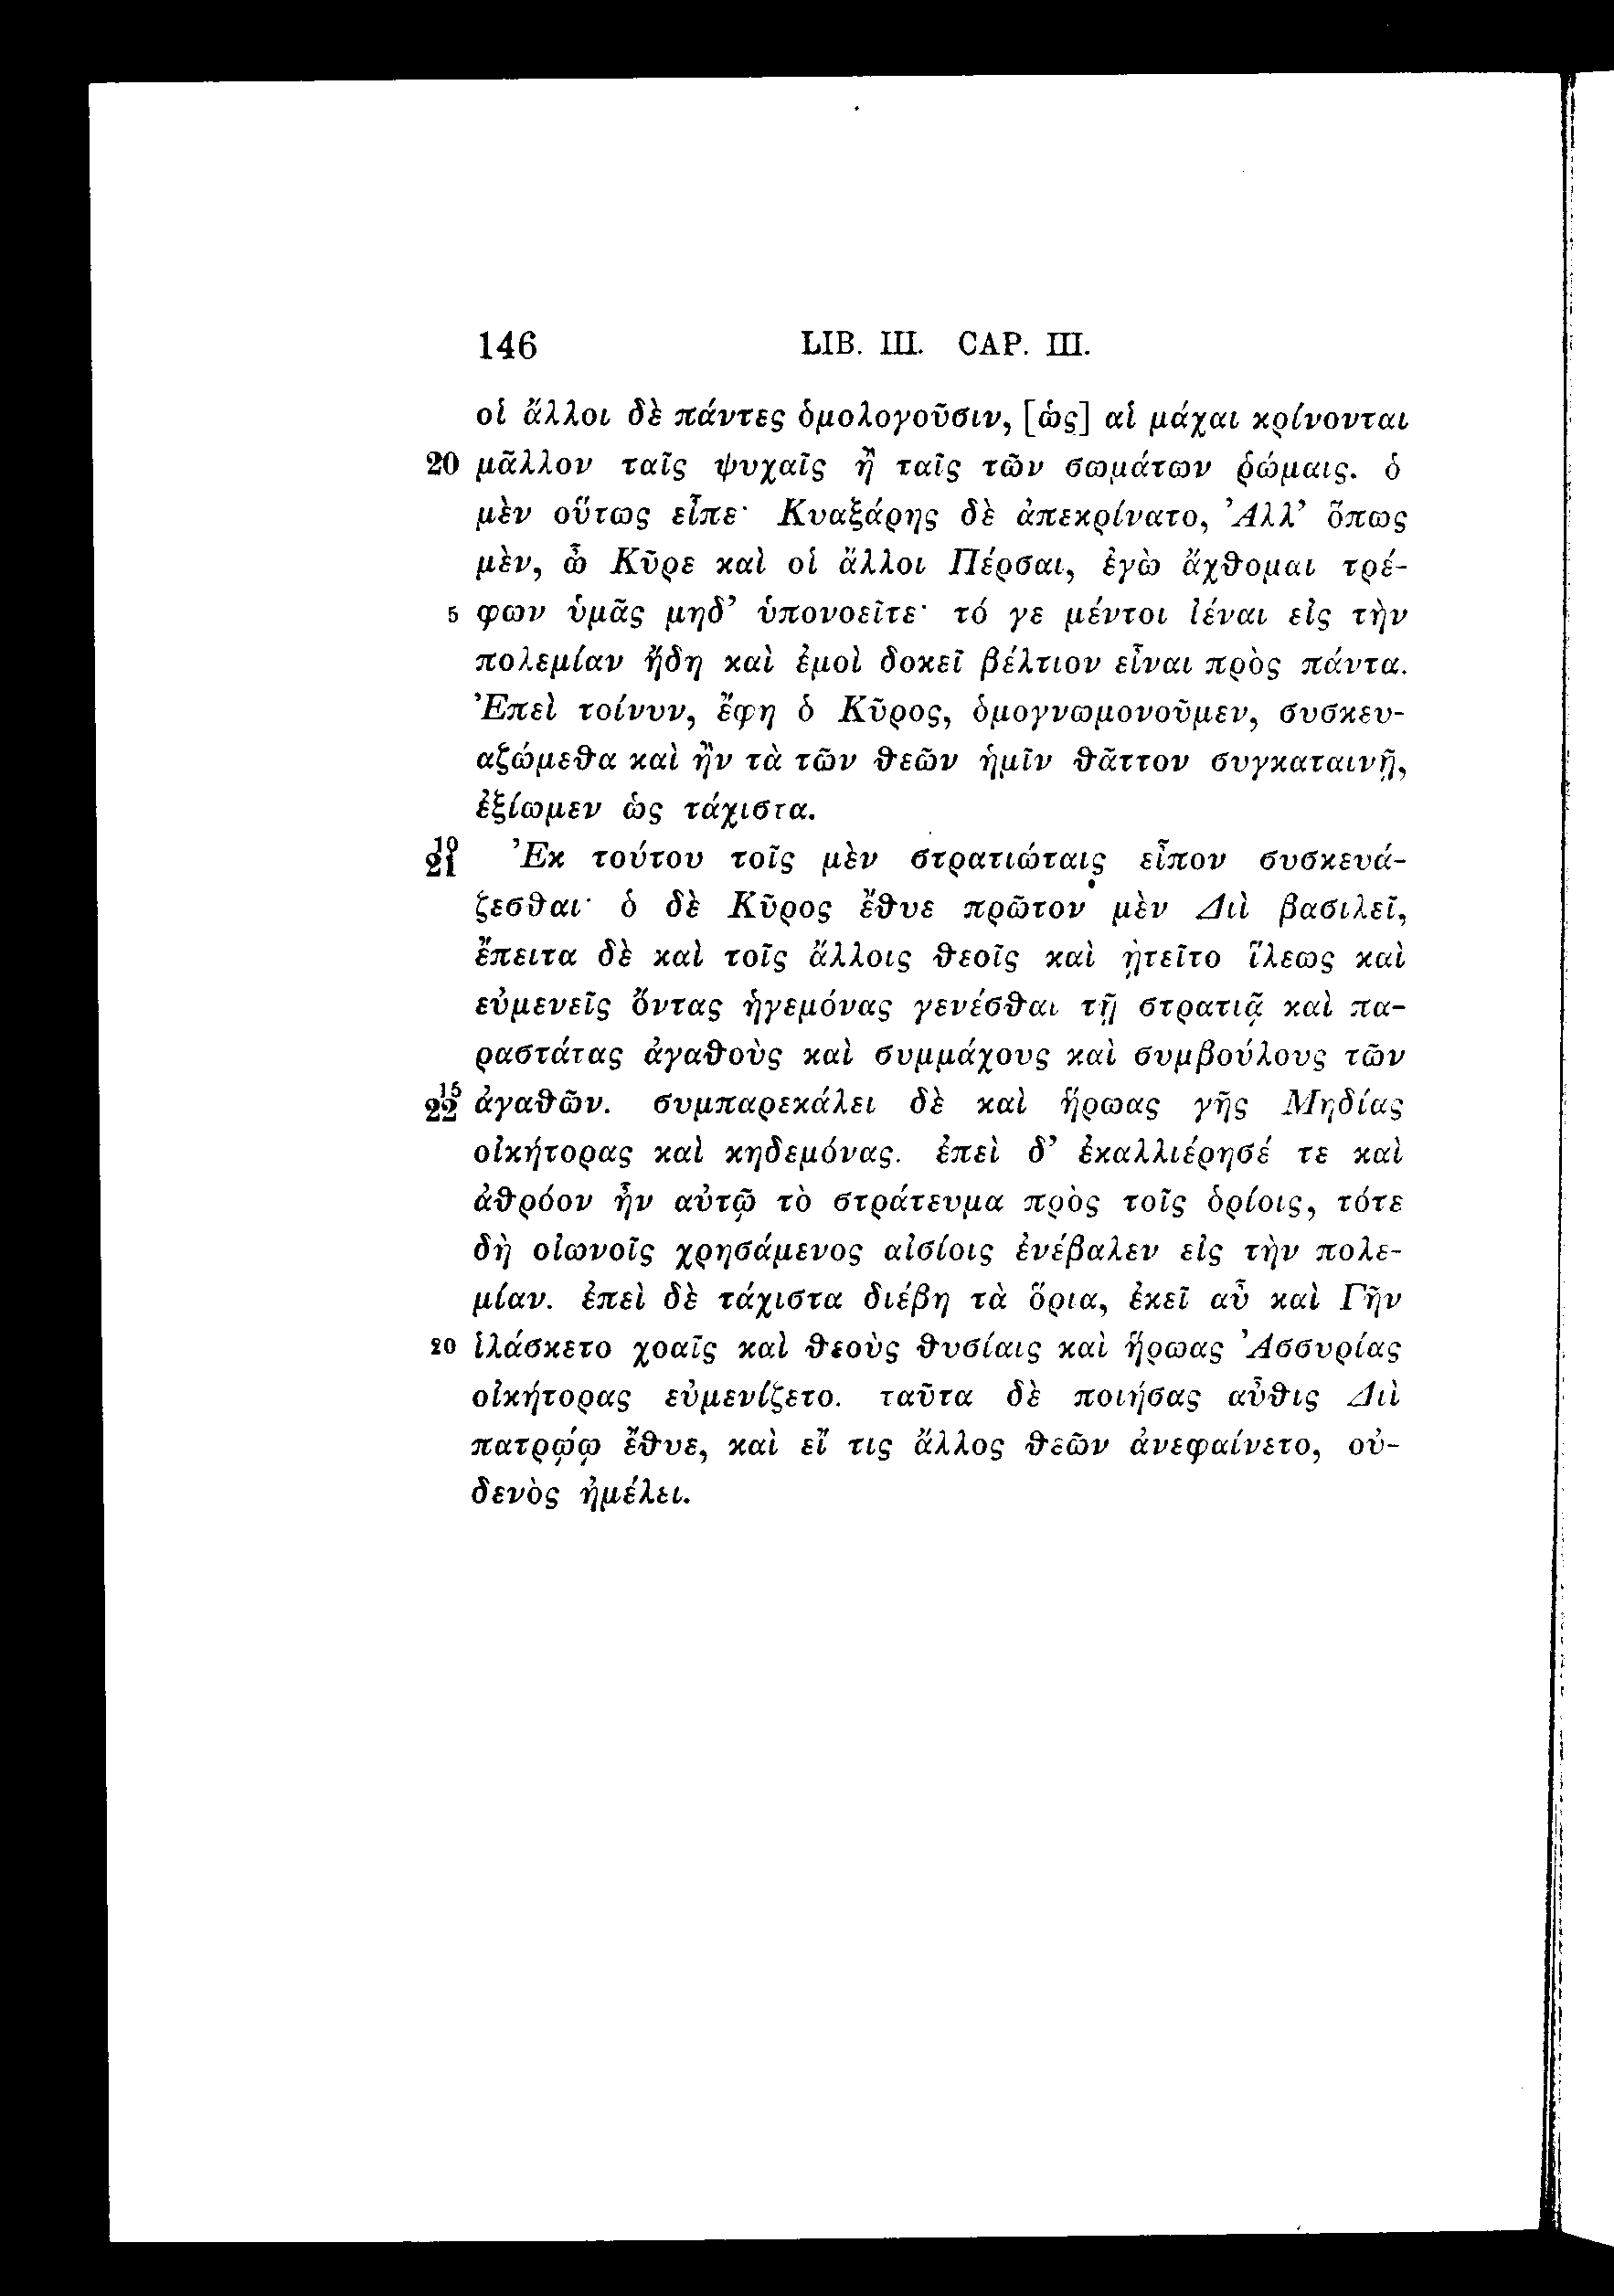 146 LIB. III. CAP. III.
οἱ ἄλλοι δὲ πάντες ὁμολογοῦσιν, [ὡς] αἱ μάχαι κρίνονται
20 μᾶλλον ταῖς ψυχαῖς ἢ ταῖς τῶν σωμάτων ῥώμαις. ὁ
μὲν οὕτως εἶπε· Κυαξάρης δὲ ἀπεκρίνατο, Ἀλλ’ ὅπως
μὲν, ὦ Κῦρε καὶ οἱ ἄλλοι Πέρσαι, ἐγὼ ἄχθομαι τρέ-
5 φων ὑμᾶς μηδ’ ὑπονοεῖτε· τό γε μέντοι ἰέναι εἰς τὴν
πολεμίαν ἤδη καὶ ἐμοὶ δοκεῖ βέλτιον εἶναι πρὸς πάντα.
Ἐπεὶ τοίνυν, ἔφη ὁ Κῦρος, ὁμογνωμονοῦμεν, συσκευ-
αζώμεθα καὶ ἢν τὰ τῶν θεῶν ἡμῖν θᾶττον συγκαταινῇ,
ἐξίωμεν ὡς τάχιστα.
10 21 Ἐκ τούτου τοῖς μὲν στρατιώταις εἶπον συσκευά-
ζεσθαι· ὁ δὲ Κῦρος ἔθυε πρῶτον μὲν Διὶ βασιλεῖ,
ἔπειτα δὲ καὶ τοῖς ἄλλοις θεοῖς καὶ ᾐτεῖτο ἵλεως καὶ
εὐμενεῖς ὄντας ἡγεμόνας γενέσθαι τῇ στρατιᾷ καὶ πα-
ραστάτας ἀγαθοὺς καὶ συμμάχους καὶ συμβούλους τῶν
15 22 ἀγαθῶν. συμπαρεκάλει δὲ καὶ ἥρωας γῆς Μηδίας
οἰκήτορας καὶ κηδεμόνας. ἐπεὶ δ’ ἐκαλλιέρησέ τε καὶ
ἁθρόον ἦν αὐτῷ τὸ στράτευμα πρὸς τοῖς ὁρίοις, τότε
δὴ οἰωνοῖς χρησάμενος αἰσίοις ἐνέβαλεν εἰς τὴν πολε-
μίαν. ἐπεὶ δὲ τάχιστα διέβη τὰ ὅρια, ἐκεῖ αὖ καὶ Γῆν
20 ἱλάσκετο χοαῖς καὶ θεοὺς θυσίαις καὶ ἥρωας Ἀσσυρίας
οἰκήτορας εὐμενίζετο. ταῦτα δὲ ποιήσας αὖθις Διὶ
πατρῴῳ ἔθυε, καὶ εἴ τις ἄλλος θεῶν ἀνεφαίνετο, οὐ-
δενὸς ἠμέλει.